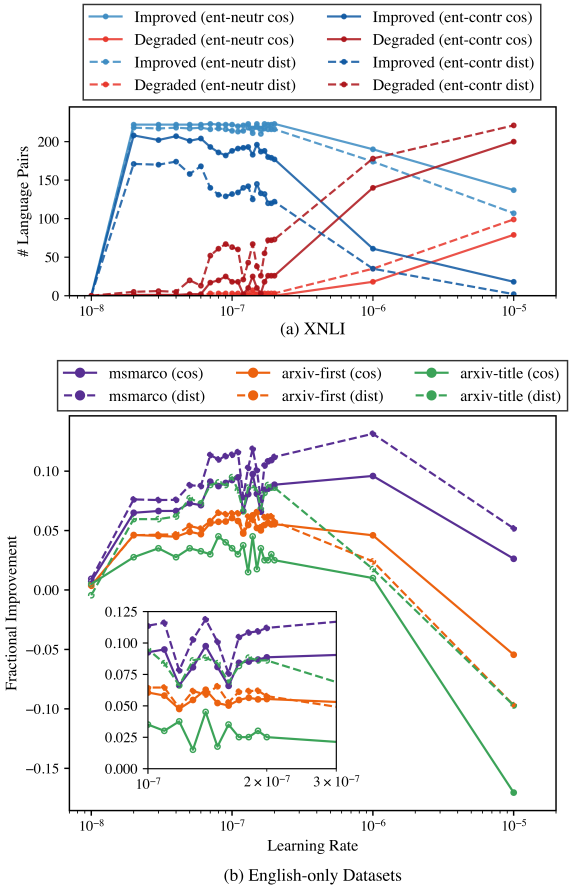 Improved (ent-neutr cos) Improved (ent-contr cos)
Degraded (ent-neutr cos) Degraded (ent-contr cos)
Improved (ent-neutr dist) Improved (ent-contr dist)
Degraded (ent-neutr dist) Degraded (ent-contr dist)
# Language Pairs
200
150
100
50
0
10⁻⁸ 10⁻⁷ 10⁻⁶ 10⁻⁵
(a) XNLI
msmarco (cos) arxiv-first (cos) arxiv-title (cos)
msmarco (dist) arxiv-first (dist) arxiv-title (dist)
Fractional Improvement
0.10
0.05
0.00
−0.05
−0.10
−0.15
0.125
0.100
0.075
0.050
0.025
0.000
10⁻⁷ 2 × 10⁻⁷ 3 × 10⁻⁷
10⁻⁸ 10⁻⁷ 10⁻⁶ 10⁻⁵
Learning Rate
(b) English-only Datasets